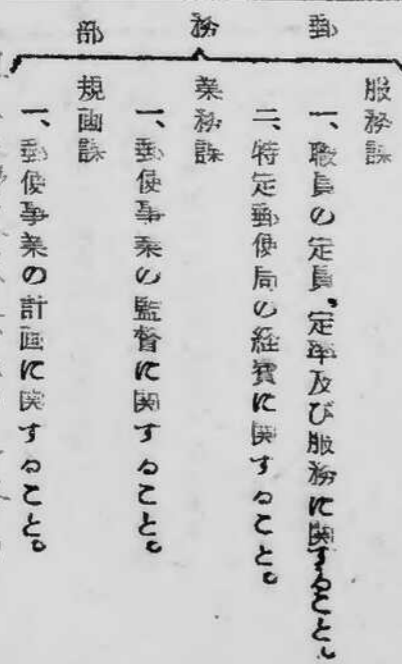 郵務部
服務課
一、職員の定員、定率及び服務に関すること。
二、特定郵便局の経費に関すること。
業務課
一、郵便事業の監督に関すること。
規画課
一、郵便事業の計画に関すること。